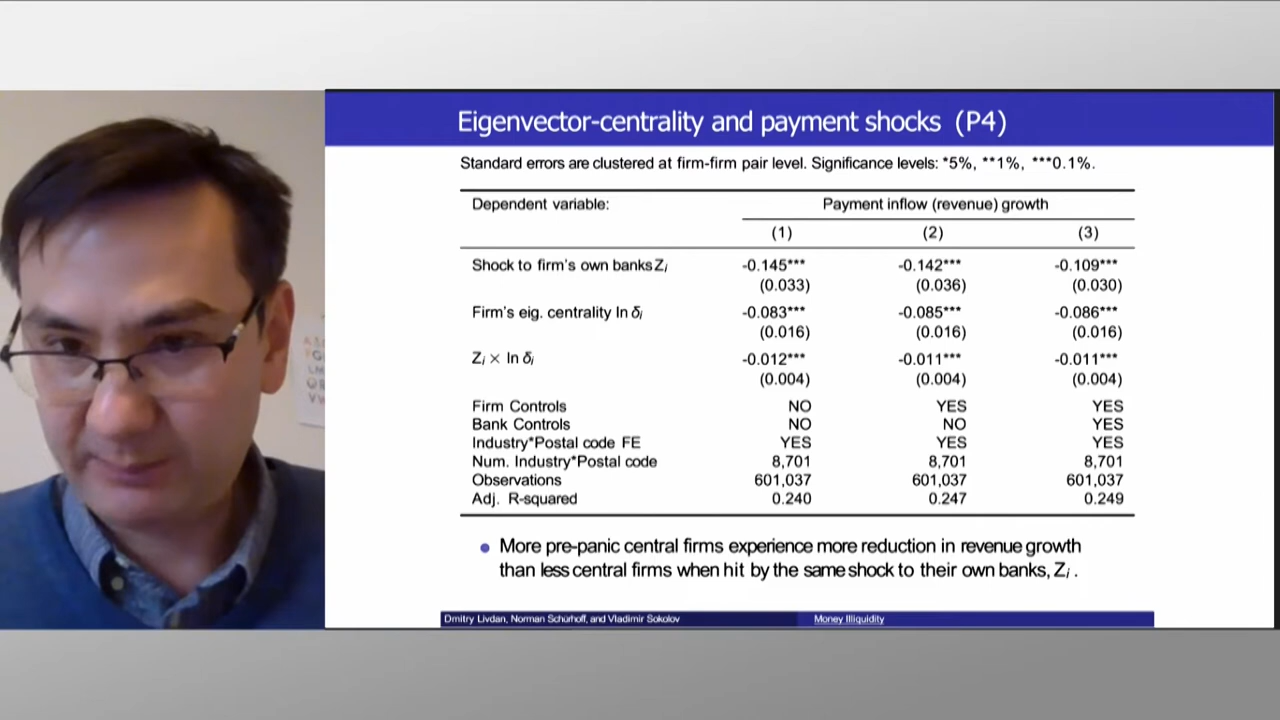 Eigenvector-centrality and payment shocks (P4)
Standard errors are clustered at firm-firm pair level. Significance levels: *5%, **1%, ***0.1%.
Dependent variable: Payment inflow (revenue) growth
(1) (2) (3)
Shock to firm's own banks Zi -0.145*** -0.142*** -0.109***
(0.033) (0.036) (0.030)
Firm's eig. centrality ln δi -0.083*** -0.085*** -0.086***
(0.016) (0.016) (0.016)
Zi × ln δi -0.012*** -0.011*** -0.011***
(0.004) (0.004) (0.004)
Firm Controls NO YES YES
Bank Controls NO NO YES
Industry*Postal code FE YES YES YES
Num. Industry*Postal code 8,701 8,701 8,701
Observations 601,037 601,037 601,037
Adj. R-squared 0.240 0.247 0.249
• More pre-panic central firms experience more reduction in revenue growth
than less central firms when hit by the same shock to their own banks, Zi .
Dmitry Livdan, Norman Schürhoff, and Vladimir Sokolov Money Illiquidity